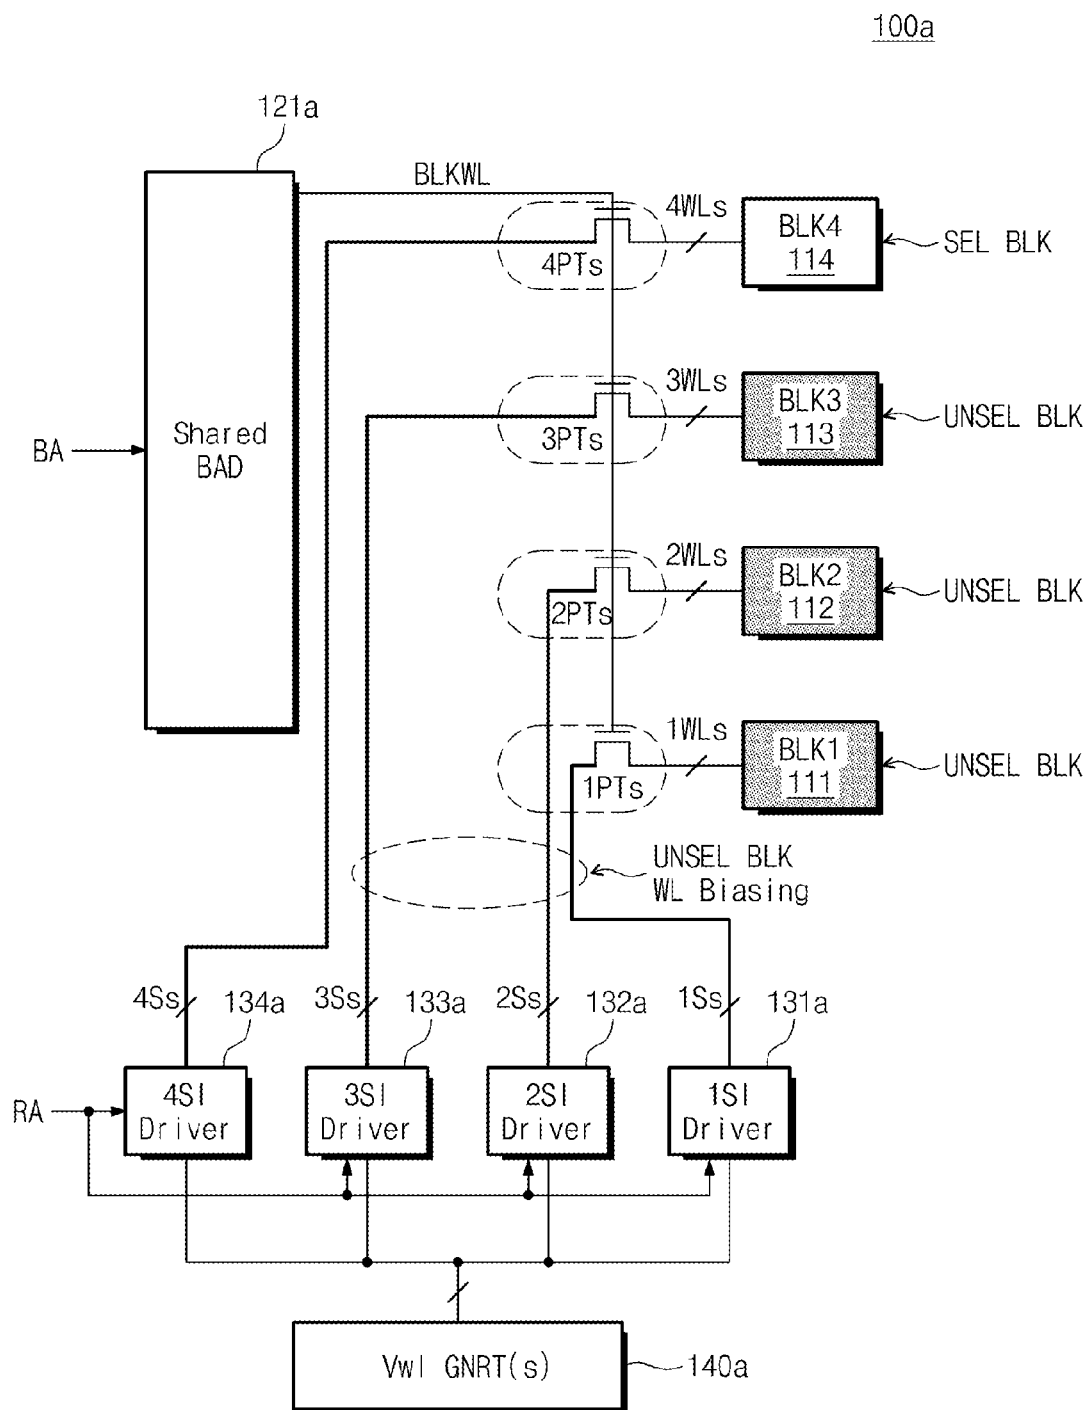 100a
121a
BLKWL
4WLs
BLK4
114
SEL BLK
4PTs
3WLs
BLK3
113
UNSEL BLK
3PTs
BA
Shared
BAD
2WLs
BLK2
112
UNSEL BLK
2PTs
1WLs
BLK1
111
UNSEL BLK
1PTs
UNSEL BLK
WL Biasing
4Ss
134a
3Ss
133a
2Ss
132a
1Ss
131a
RA
4SI
Driver
3SI
Driver
2SI
Driver
1SI
Driver
Vwl GNRT(s)
140a